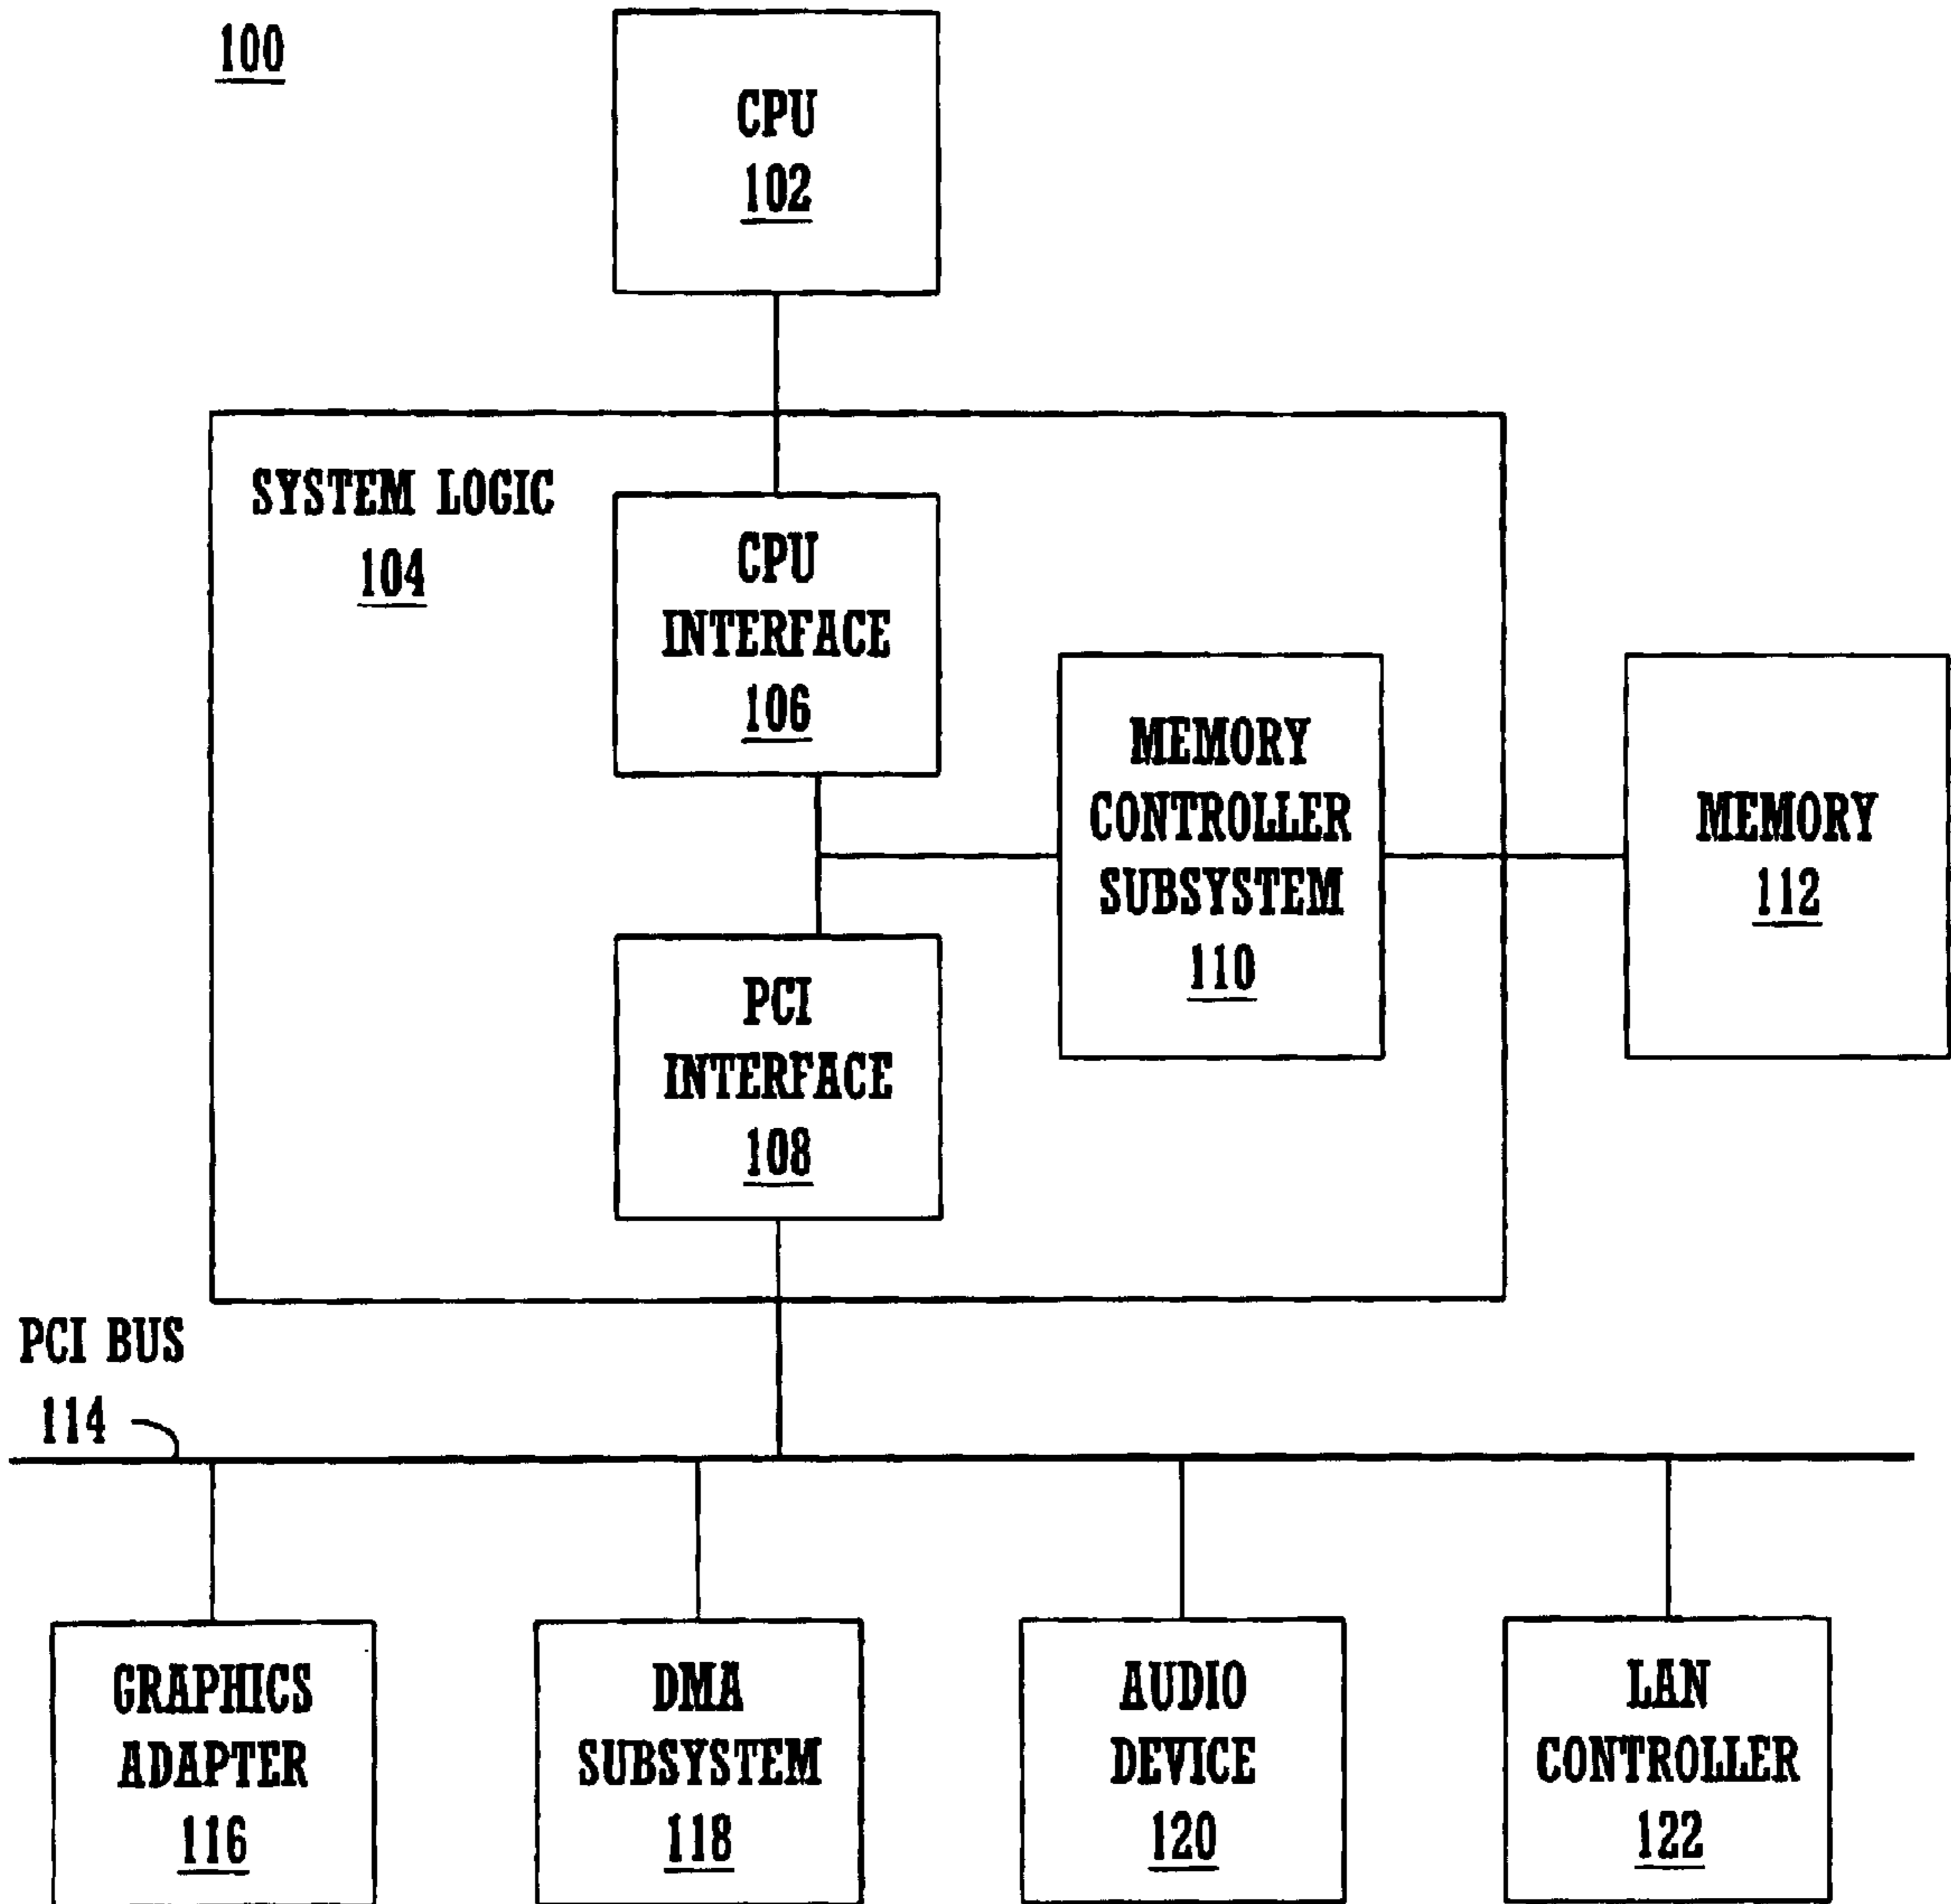 100
CPU
102
SYSTEM LOGIC
104
CPU
INTERFACE
106
MEMORY
CONTROLLER
SUBSYSTEM
110
MEMORY
112
PCI
INTERFACE
108
PCI BUS
114
GRAPHICS
ADAPTER
116
DMA
SUBSYSTEM
118
AUDIO
DEVICE
120
LAN
CONTROLLER
122